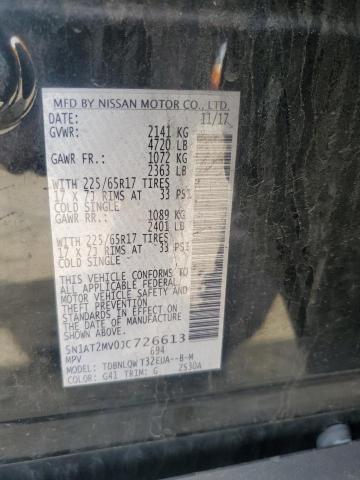 MFD BY NISSAN MOTOR CO., LTD.
DATE: 11/17
GVWR: 2141 KG
4720 LB
GAWR FR.: 1072 KG
2363 LB
WITH 225/65R17 TIRES
17 X 7J RIMS AT 33 PSI
COLD SINGLE
GAWR RR.: 1089 KG
2401 LB
WITH 225/65R17 TIRES
17 X 7J RIMS AT 33 PSI
COLD SINGLE
THIS VEHICLE CONFORMS TO
ALL APPLICABLE FEDERAL
MOTOR VEHICLE SAFETY AND
THEFT PREVENTION
STANDARDS IN EFFECT ON
THE DATE OF MANUFACTURE
SHOWN ABOVE.
5N1AT2MV0JC726613
MPV 694
MODEL: TDBNLQW T32EUA--B-M
COLOR: G41 TRIM: G ZS30A